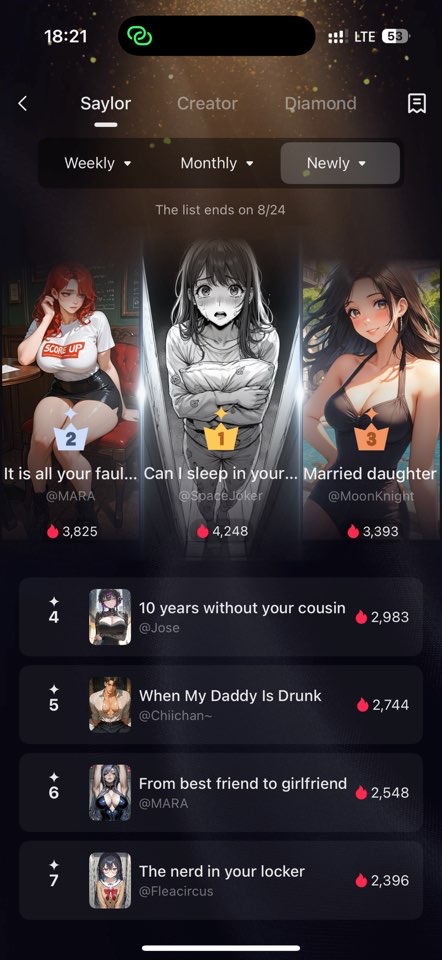 18:21
LTE 53
Saylor Creator Diamond
Weekly Monthly Newly
The list ends on 8/24
SCORE UP
2
1
3
It is all your faul...
@MARA
3,825
Can I sleep in your...
@SpaceJoker
4,248
Married daughter
@MoonKnight
3,393
4
10 years without your cousin
@Jose
2,983
5
When My Daddy Is Drunk
@Chiichan~
2,744
6
From best friend to girlfriend
@MARA
2,548
7
The nerd in your locker
@Fleacircus
2,396